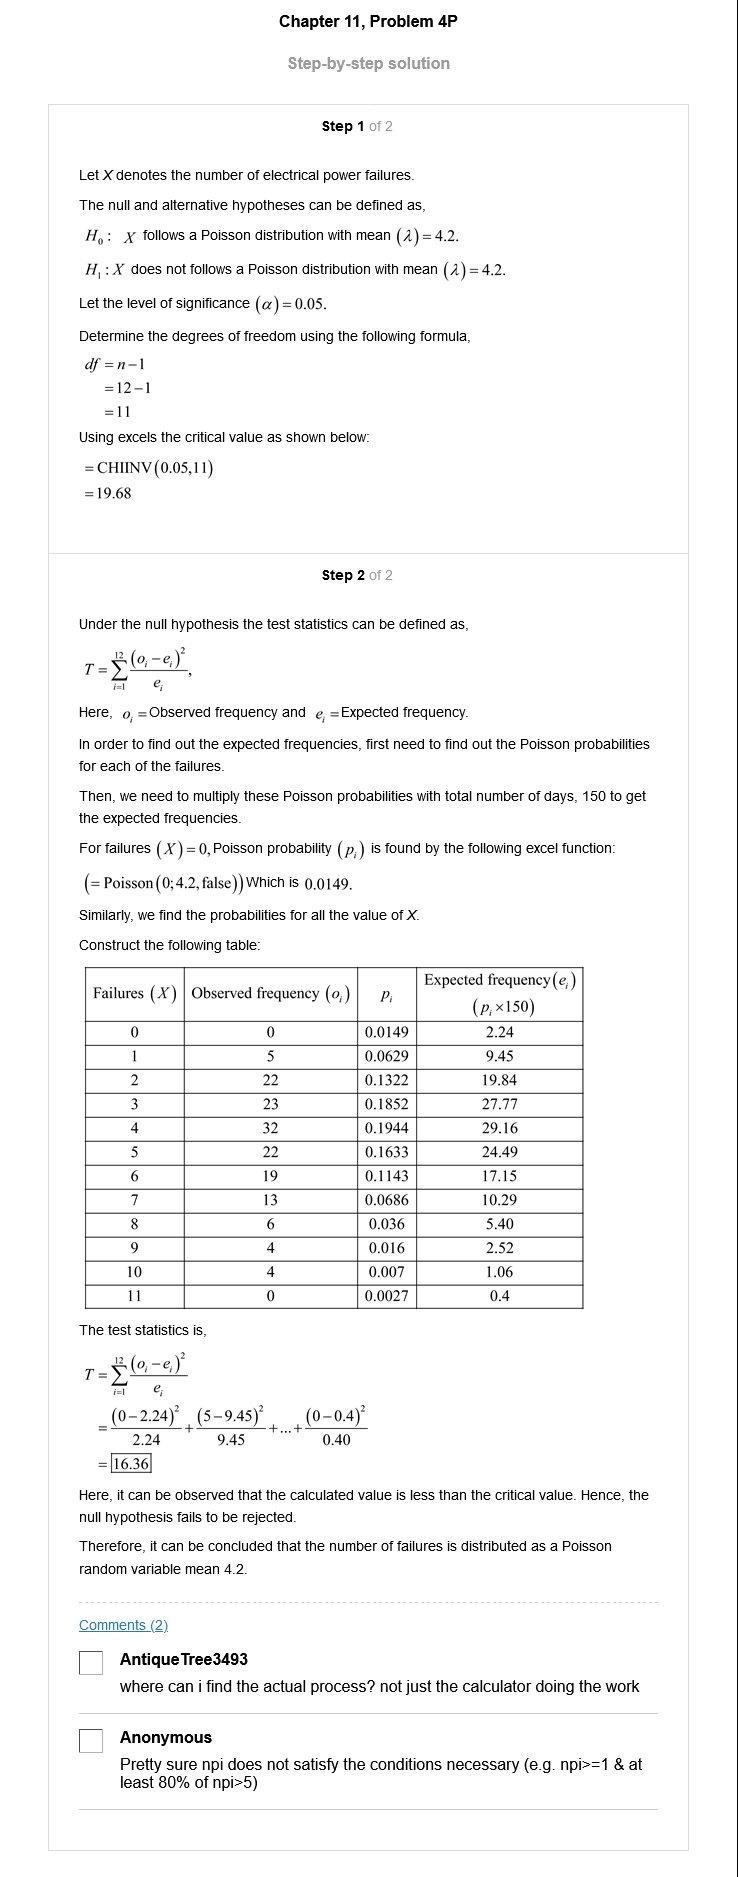 Chapter 11, Problem 4P
Step-by-step solution
Step 1 of 2
Let X denotes the number of electrical power failures.
The null and alternative hypotheses can be defined as,
H₀ : X follows a Poisson distribution with mean (λ) = 4.2.
H₁ : X does not follows a Poisson distribution with mean (λ) = 4.2.
Let the level of significance (α) = 0.05.
Determine the degrees of freedom using the following formula,
df = n−1
= 12−1
= 11
Using excels the critical value as shown below:
= CHIINV(0.05,11)
= 19.68
Step 2 of 2
Under the null hypothesis the test statistics can be defined as,
T = ∑_{i=1}^{12} (o_i − e_i)² / e_i,
Here, o_i = Observed frequency and e_i = Expected frequency.
In order to find out the expected frequencies, first need to find out the Poisson probabilities
for each of the failures.
Then, we need to multiply these Poisson probabilities with total number of days, 150 to get
the expected frequencies.
For failures (X) = 0, Poisson probability (p_i) is found by the following excel function:
(= Poisson(0;4.2,false)) Which is 0.0149.
Similarly, we find the probabilities for all the value of X.
Construct the following table:
Failures (X) Observed frequency (o_i) p_i Expected frequency(e_i) (p_i ×150)
0 0 0.0149 2.24
1 5 0.0629 9.45
2 22 0.1322 19.84
3 23 0.1852 27.77
4 32 0.1944 29.16
5 22 0.1633 24.49
6 19 0.1143 17.15
7 13 0.0686 10.29
8 6 0.036 5.40
9 4 0.016 2.52
10 4 0.007 1.06
11 0 0.0027 0.4
The test statistics is,
T = ∑_{i=1}^{12} (o_i − e_i)² / e_i
= (0−2.24)² / 2.24 + (5−9.45)² / 9.45 + ... + (0−0.4)² / 0.40
= 16.36
Here, it can be observed that the calculated value is less than the critical value. Hence, the
null hypothesis fails to be rejected.
Therefore, it can be concluded that the number of failures is distributed as a Poisson
random variable mean 4.2.
Comments (2)
AntiqueTree3493
where can i find the actual process? not just the calculator doing the work
Anonymous
Pretty sure npi does not satisfy the conditions necessary (e.g. npi>=1 & at
least 80% of npi>5)